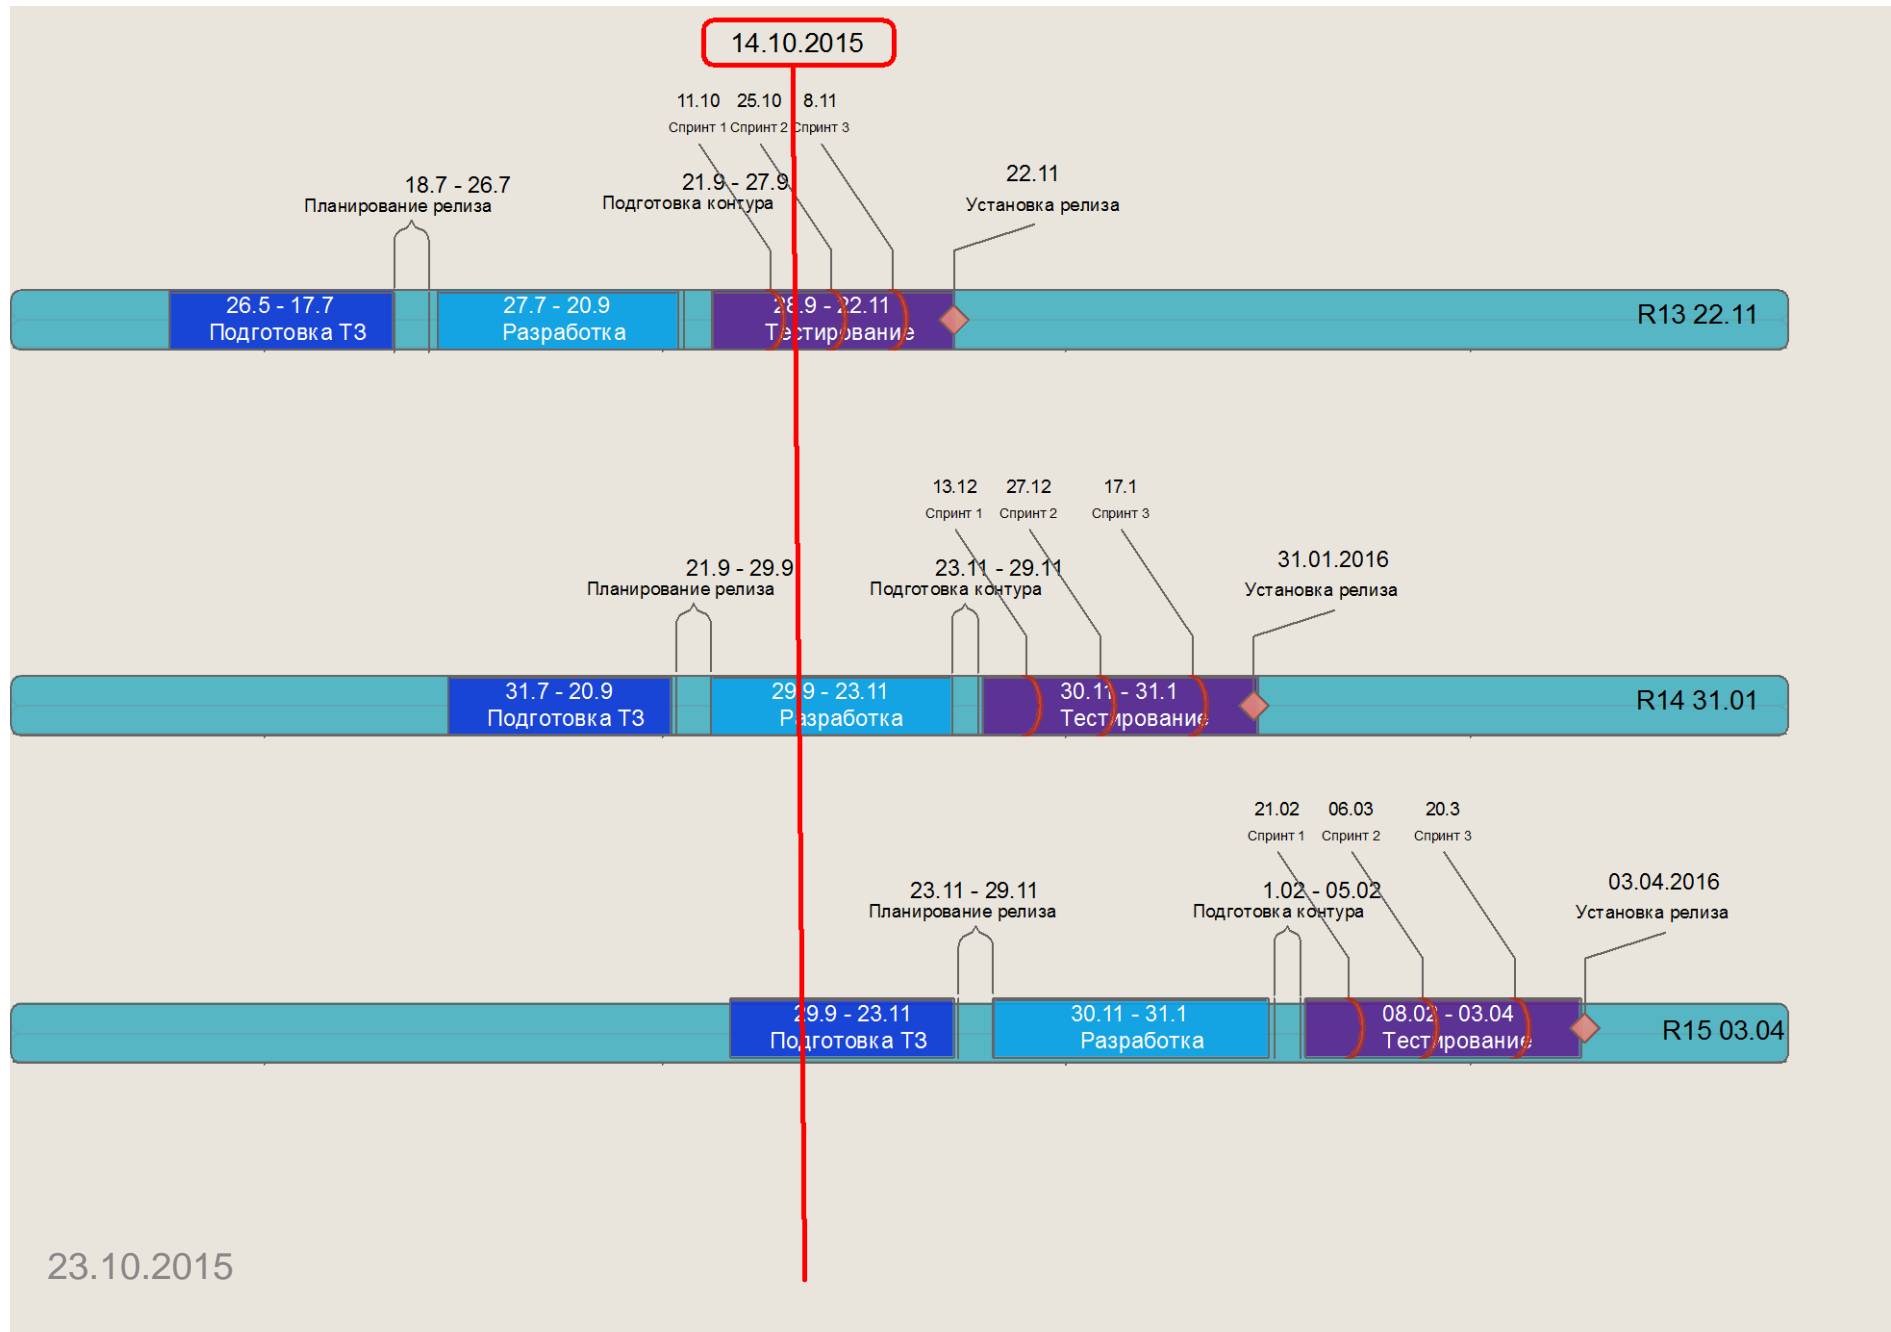 14.10.2015
11.10 25.10 8.11
Спринт 1 Спринт 2 Спринт 3
18.7 - 26.7
Планирование релиза
21.9 - 27.9
Подготовка контура
22.11
Установка релиза
26.5 - 17.7
Подготовка ТЗ
27.7 - 20.9
Разработка
28.9 - 22.11
Тестирование
R13 22.11
13.12 27.12 17.1
Спринт 1 Спринт 2 Спринт 3
21.9 - 29.9
Планирование релиза
23.11 - 29.11
Подготовка контура
31.01.2016
Установка релиза
31.7 - 20.9
Подготовка ТЗ
29.9 - 23.11
Разработка
30.11 - 31.1
Тестирование
R14 31.01
21.02 06.03 20.3
Спринт 1 Спринт 2 Спринт 3
23.11 - 29.11
Планирование релиза
1.02 - 05.02
Подготовка контура
03.04.2016
Установка релиза
29.9 - 23.11
Подготовка ТЗ
30.11 - 31.1
Разработка
08.02 - 03.04
Тестирование
R15 03.04
23.10.2015